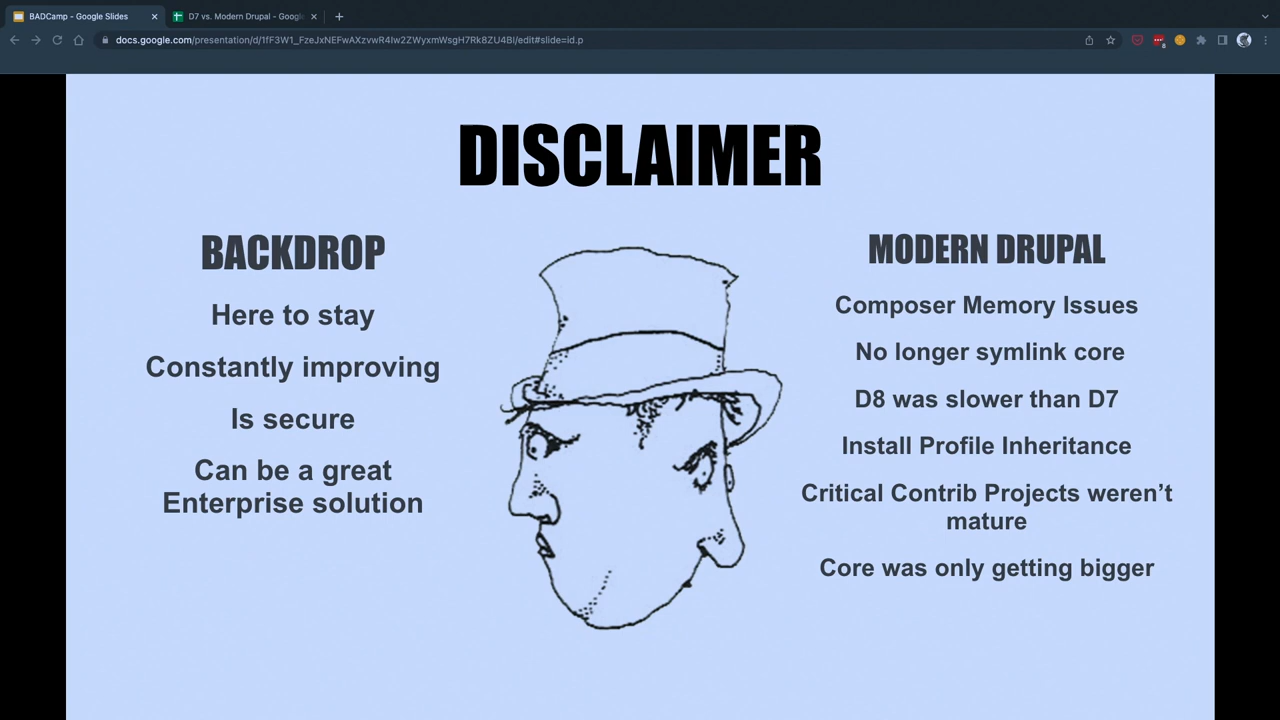 BADCamp - Google Slides
D7 vs. Modern Drupal - Google
docs.google.com/presentation/d/1fF3W1_FzeJxNEFwAXzvwR4Iw2ZWyxmWsgH7Rk8ZU4BI/edit#slide=id.p
DISCLAIMER
BACKDROP
Here to stay
Constantly improving
Is secure
Can be a great
Enterprise solution
MODERN DRUPAL
Composer Memory Issues
No longer symlink core
D8 was slower than D7
Install Profile Inheritance
Critical Contrib Projects weren’t
mature
Core was only getting bigger